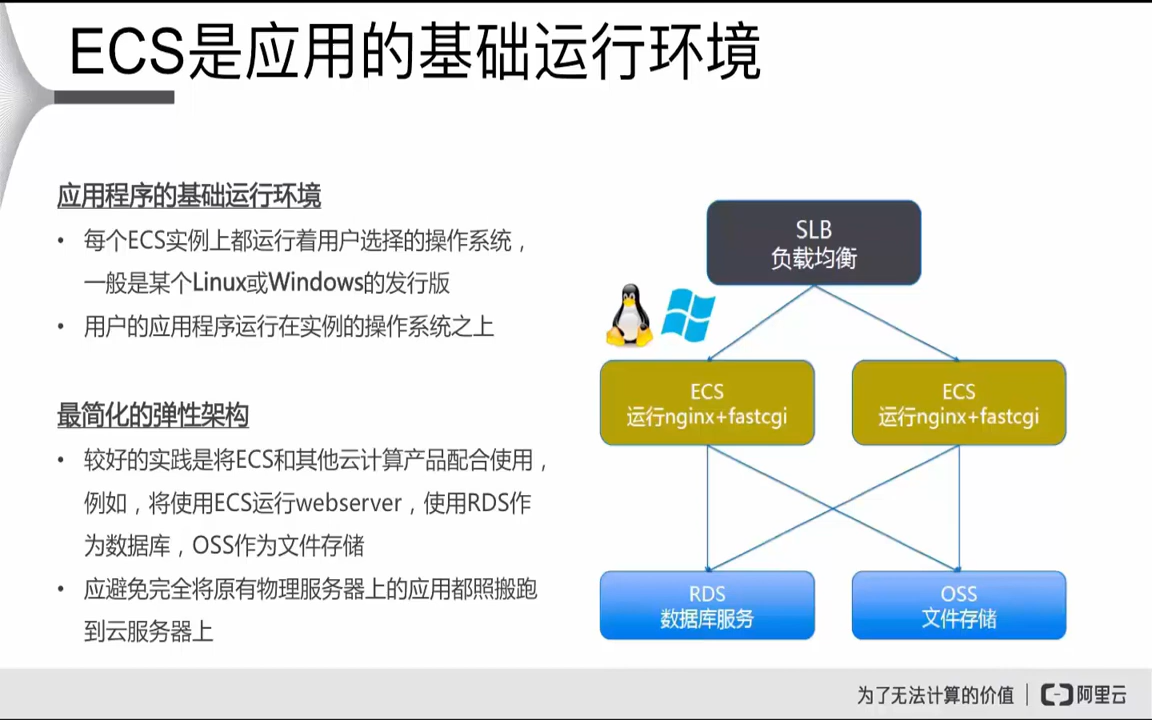 ECS是应用的基础运行环境
应用程序的基础运行环境
• 每个ECS实例上都运行着用户选择的操作系统，
一般是某个Linux或Windows的发行版
• 用户的应用程序运行在实例的操作系统之上
最简化的弹性架构
• 较好的实践是将ECS和其他云计算产品配合使用，
例如，将使用ECS运行webserver，使用RDS作
为数据库，OSS作为文件存储
• 应避免完全将原有物理服务器上的应用都照搬跑
到云服务器上
SLB
负载均衡
ECS
运行nginx+fastcgi
ECS
运行nginx+fastcgi
RDS
数据库服务
OSS
文件存储
为了无法计算的价值 | 阿里云